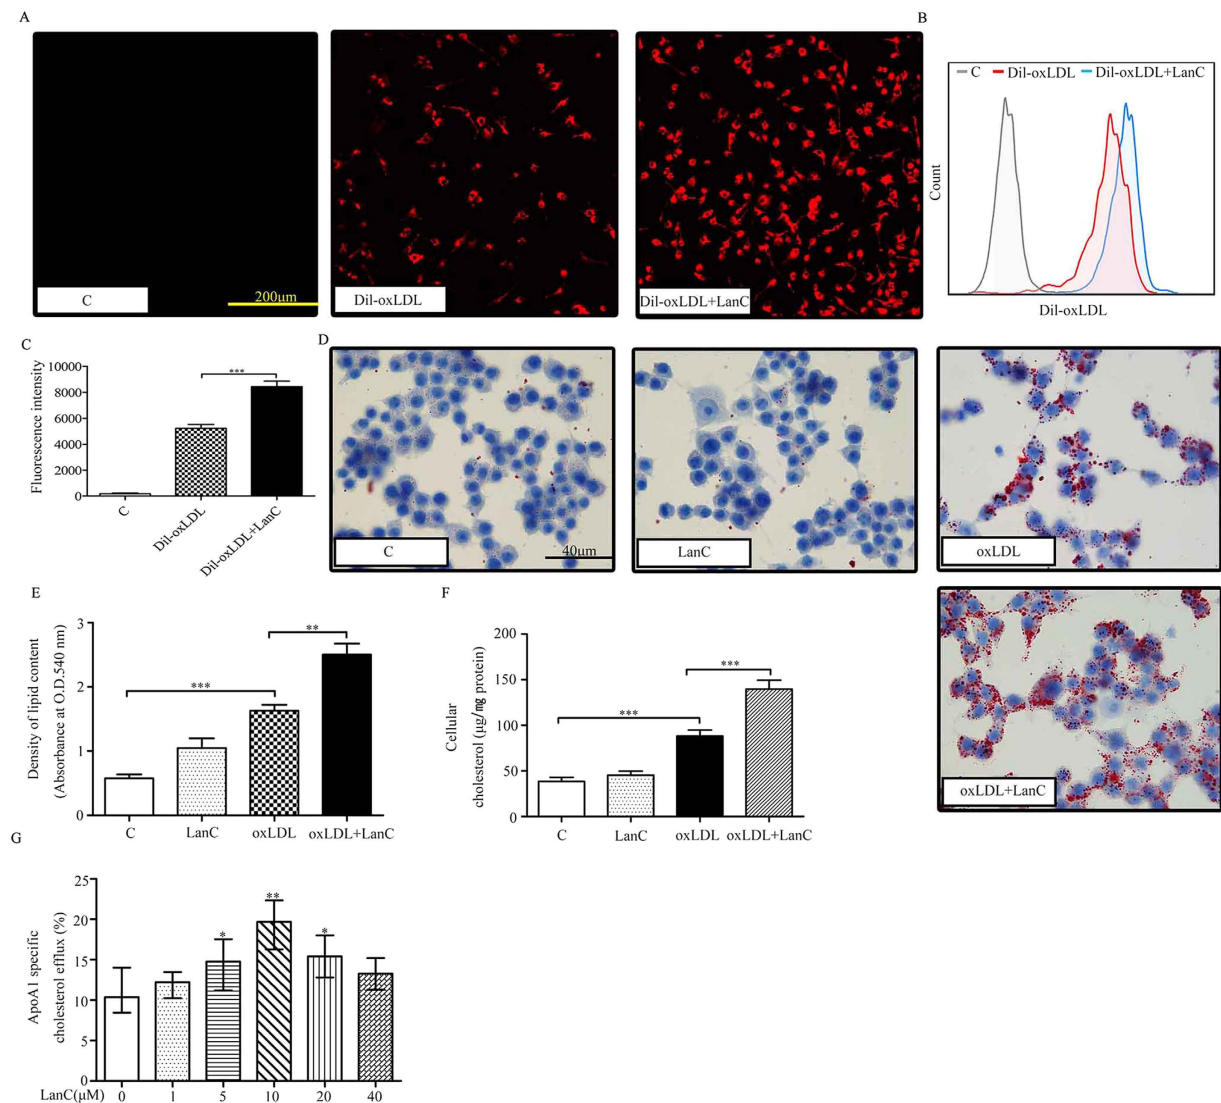 A
B
C
200μm
Dil-oxLDL
Dil-oxLDL+LanC
C Dil-oxLDL Dil-oxLDL+LanC
Count
Dil-oxLDL
C
Fluorescence intensity
10000
8000
6000
4000
2000
0
***
C
Dil-oxLDL
Dil-oxLDL+LanC
D
C
40μm
LanC
oxLDL
oxLDL+LanC
E
Density of lipid content
(Absorbance at O.D.540 nm)
3
2
1
0
***
**
C LanC oxLDL oxLDL+LanC
F
Cellular
cholesterol (μg/mg protein)
200
150
100
50
0
***
***
C LanC oxLDL oxLDL+LanC
G
ApoA1 specific
cholesterol efflux (%)
25
20
15
10
5
0
*
**
*
LanC(μM) 0 1 5 10 20 40